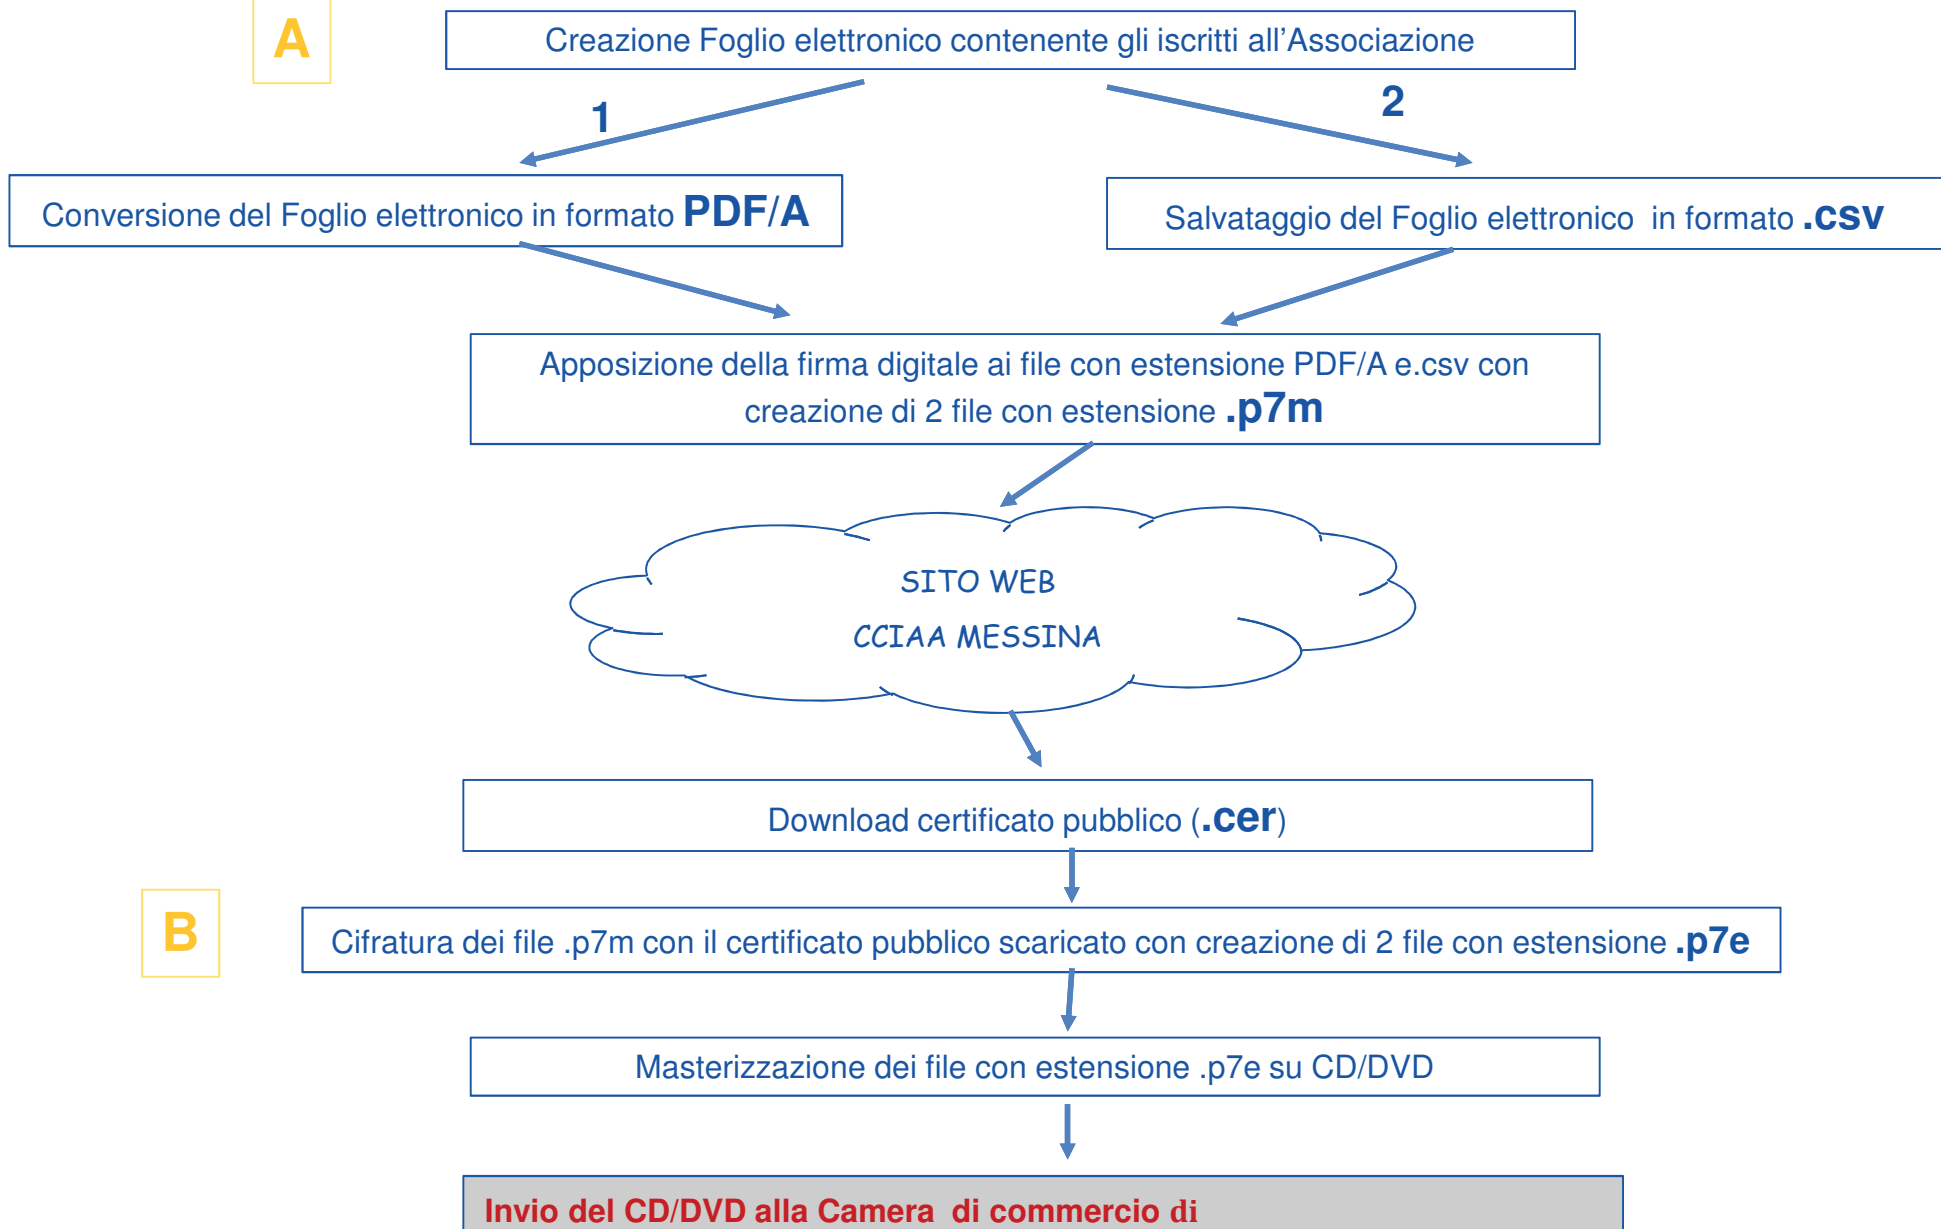 A
Creazione Foglio elettronico contenente gli iscritti all'Associazione
1
2
Conversione del Foglio elettronico in formato PDF/A
Salvataggio del Foglio elettronico in formato .csv
Apposizione della firma digitale ai file con estensione PDF/A e.csv con
creazione di 2 file con estensione .p7m
SITO WEB
CCIAA MESSINA
Download certificato pubblico (.cer)
B
Cifratura dei file .p7m con il certificato pubblico scaricato con creazione di 2 file con estensione .p7e
Masterizzazione dei file con estensione .p7e su CD/DVD
Invio del CD/DVD alla Camera di commercio di